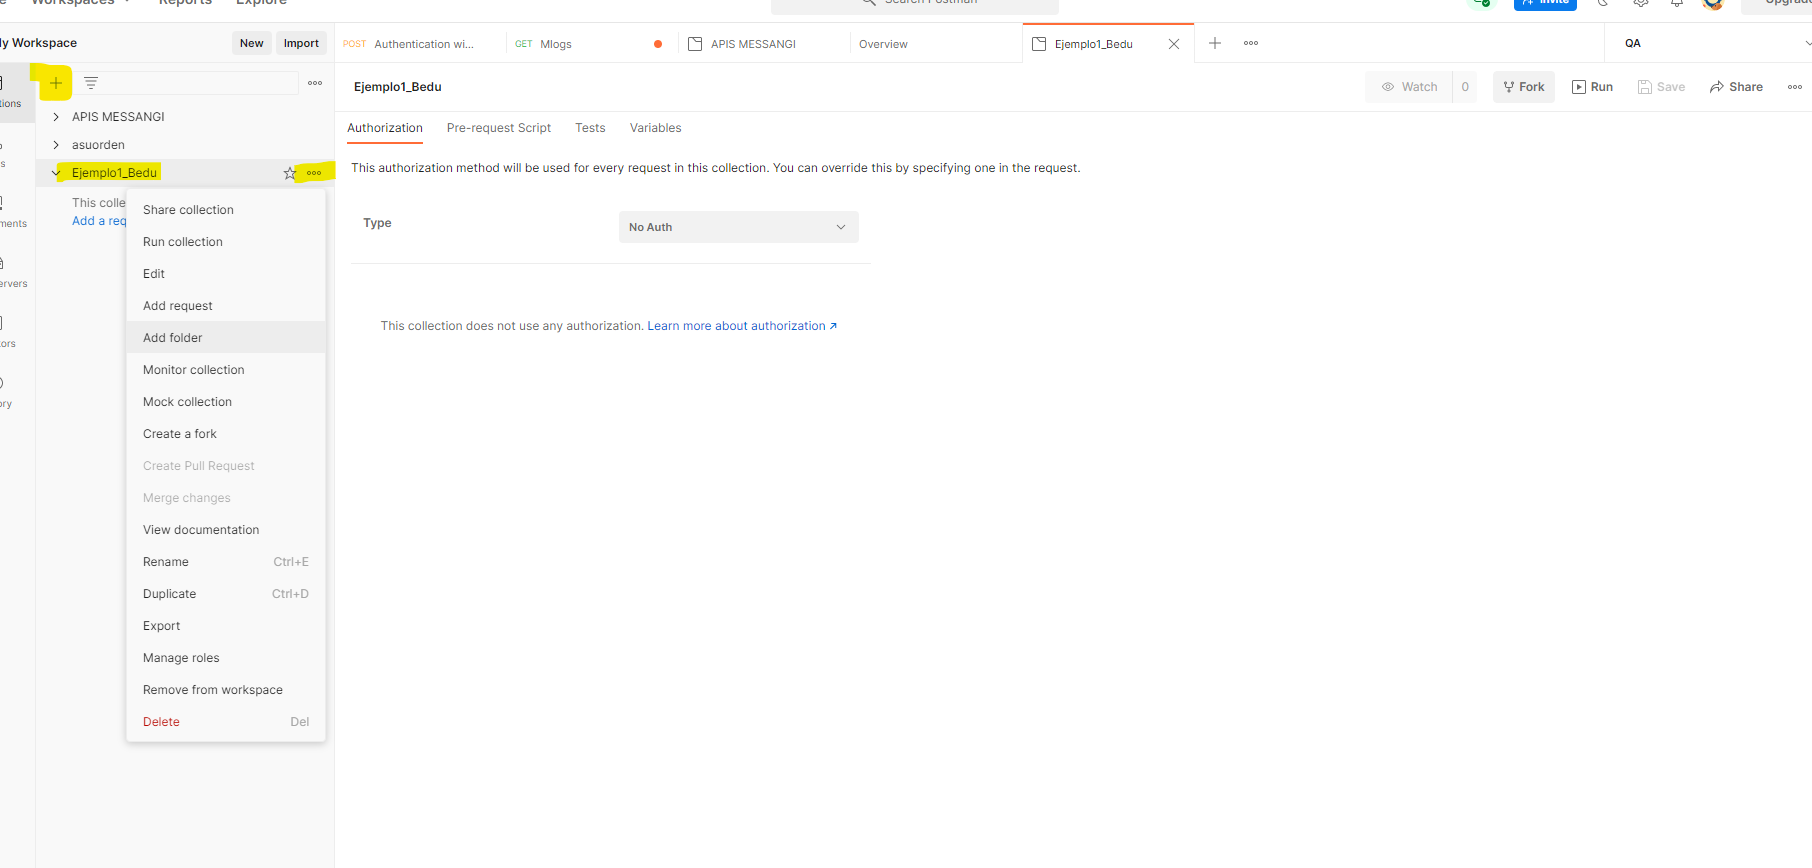 Workspaces
Reports
Explore
Search Postman
Invite
Upgrade
My Workspace
New
Import
POST Authentication wi...
GET Mlogs
APIS MESSANGI
Overview
Ejemplo1_Bedu
QA
Ejemplo1_Bedu
Watch 0
Fork
Run
Save
Share
APIS MESSANGI
asuorden
Ejemplo1_Bedu
This colle
Add a req
Share collection
Run collection
Edit
Add request
Add folder
Monitor collection
Mock collection
Create a fork
Create Pull Request
Merge changes
View documentation
Rename Ctrl+E
Duplicate Ctrl+D
Export
Manage roles
Remove from workspace
Delete Del
Authorization
Pre-request Script
Tests
Variables
This authorization method will be used for every request in this collection. You can override this by specifying one in the request.
Type
No Auth
This collection does not use any authorization. Learn more about authorization